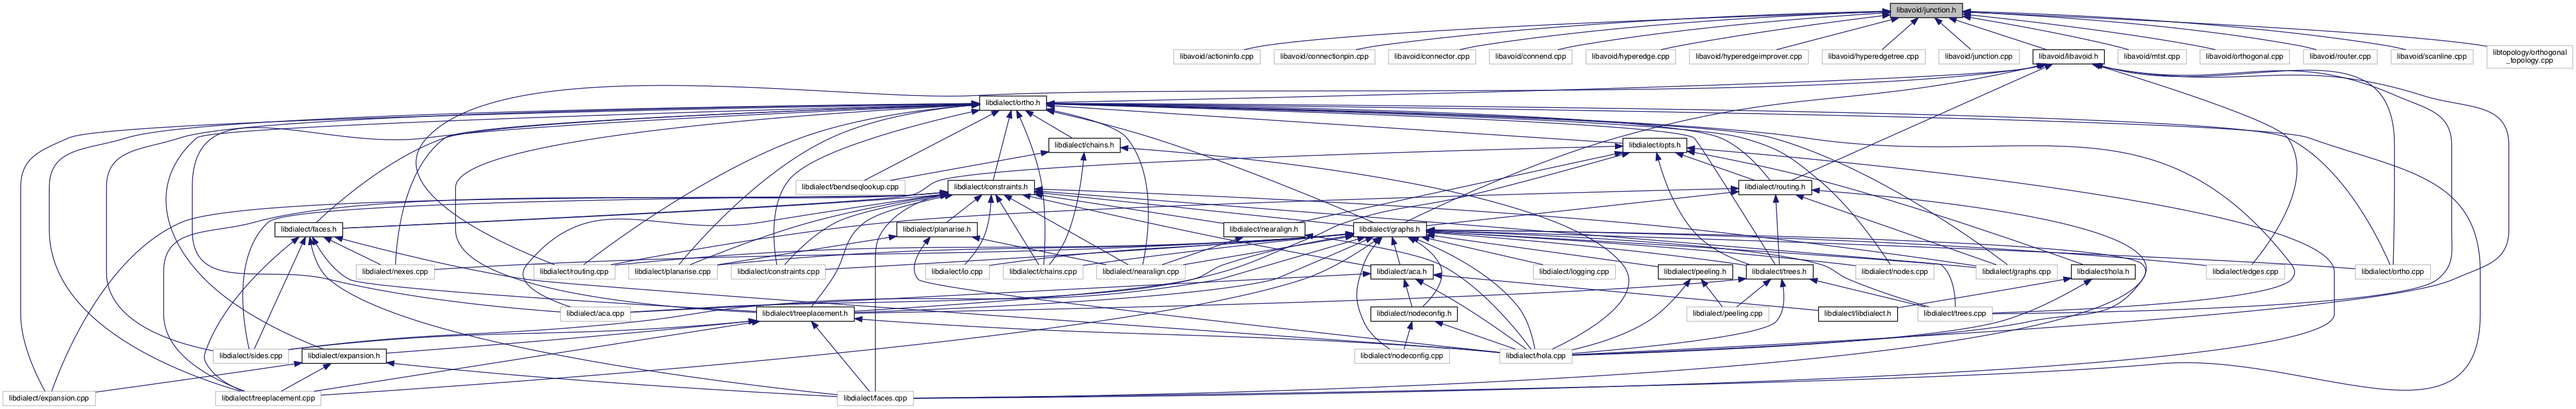 libavoid/junction.h
libavoid/actioninfo.cpp
libavoid/connectionpin.cpp
libavoid/connector.cpp
libavoid/connend.cpp
libavoid/hyperedge.cpp
libavoid/hyperedgeimprover.cpp
libavoid/hyperedgetree.cpp
libavoid/junction.cpp
libavoid/libavoid.h
libavoid/mtst.cpp
libavoid/orthogonal.cpp
libavoid/router.cpp
libavoid/scanline.cpp
libtopology/orthogonal
_topology.cpp
libdialect/ortho.h
libdialect/chains.h
libdialect/opts.h
libdialect/bendseqlookup.cpp
libdialect/constraints.h
libdialect/routing.h
libdialect/faces.h
libdialect/planarise.h
libdialect/nearalign.h
libdialect/graphs.h
libdialect/nexes.cpp
libdialect/routing.cpp
libdialect/planarise.cpp
libdialect/constraints.cpp
libdialect/io.cpp
libdialect/chains.cpp
libdialect/nearalign.cpp
libdialect/aca.h
libdialect/logging.cpp
libdialect/peeling.h
libdialect/trees.h
libdialect/nodes.cpp
libdialect/graphs.cpp
libdialect/hola.h
libdialect/edges.cpp
libdialect/ortho.cpp
libdialect/aca.cpp
libdialect/treeplacement.h
libdialect/nodeconfig.h
libdialect/peeling.cpp
libdialect/libdialect.h
libdialect/trees.cpp
libdialect/sides.cpp
libdialect/expansion.h
libdialect/nodeconfig.cpp
libdialect/hola.cpp
libdialect/expansion.cpp
libdialect/treeplacement.cpp
libdialect/faces.cpp